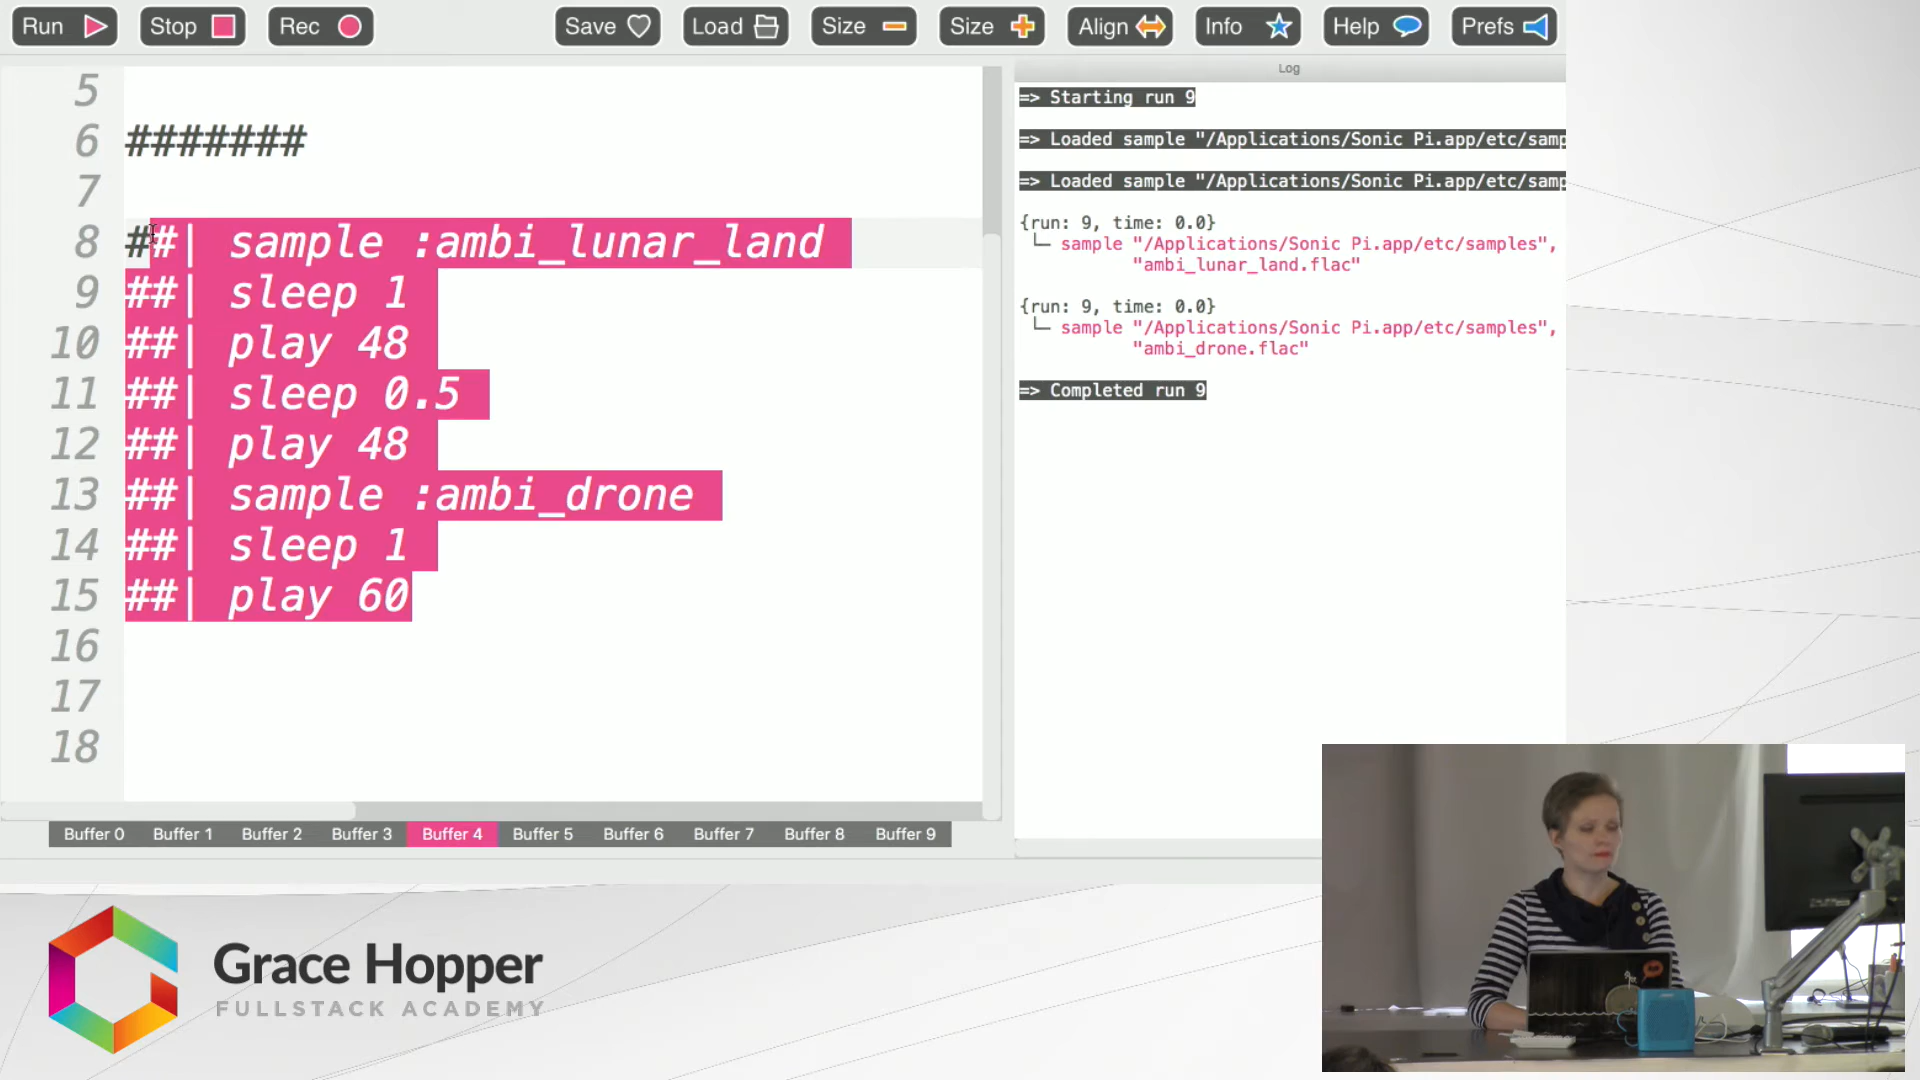 Run Stop Rec Save Load Size Size Align Info Help Prefs
Log
5
6 #######
7
8 ##| sample :ambi_lunar_land
9 ##| sleep 1
10 ##| play 48
11 ##| sleep 0.5
12 ##| play 48
13 ##| sample :ambi_drone
14 ##| sleep 1
15 ##| play 60
16
17
18
=> Starting run 9
=> Loaded sample "/Applications/Sonic Pi.app/etc/samp
=> Loaded sample "/Applications/Sonic Pi.app/etc/samp
{run: 9, time: 0.0}
└─ sample "/Applications/Sonic Pi.app/etc/samples",
"ambi_lunar_land.flac"
{run: 9, time: 0.0}
└─ sample "/Applications/Sonic Pi.app/etc/samples",
"ambi_drone.flac"
=> Completed run 9
Buffer 0 Buffer 1 Buffer 2 Buffer 3 Buffer 4 Buffer 5 Buffer 6 Buffer 7 Buffer 8 Buffer 9
Grace Hopper
FULLSTACK ACADEMY